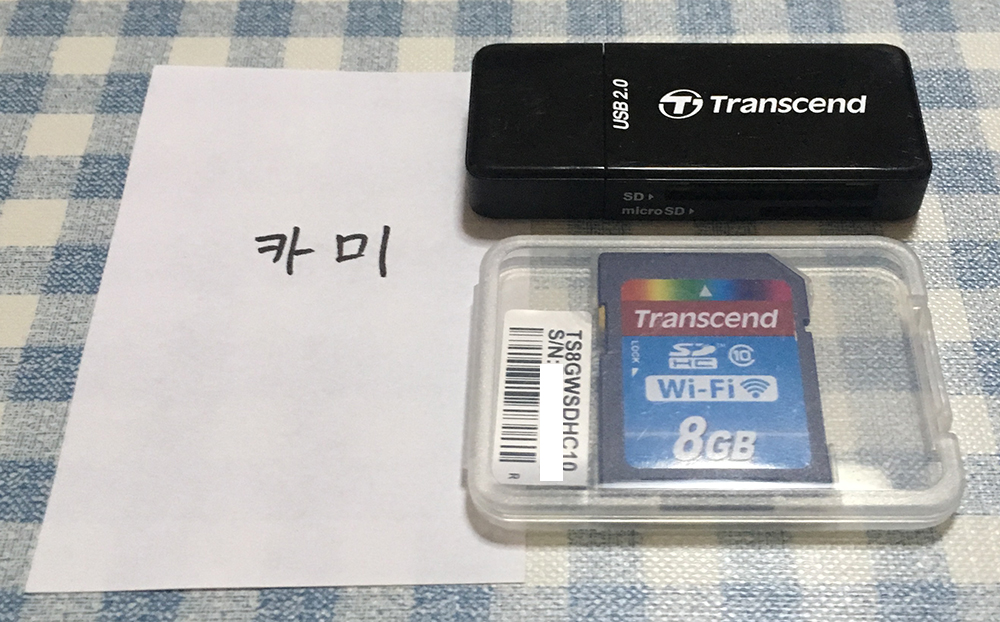 카미
USB 2.0
Transcend
SD
microSD
Transcend
LOCK
SD
HC
10
Wi-Fi
8GB
TS8GWSDHC10
S/N:
R